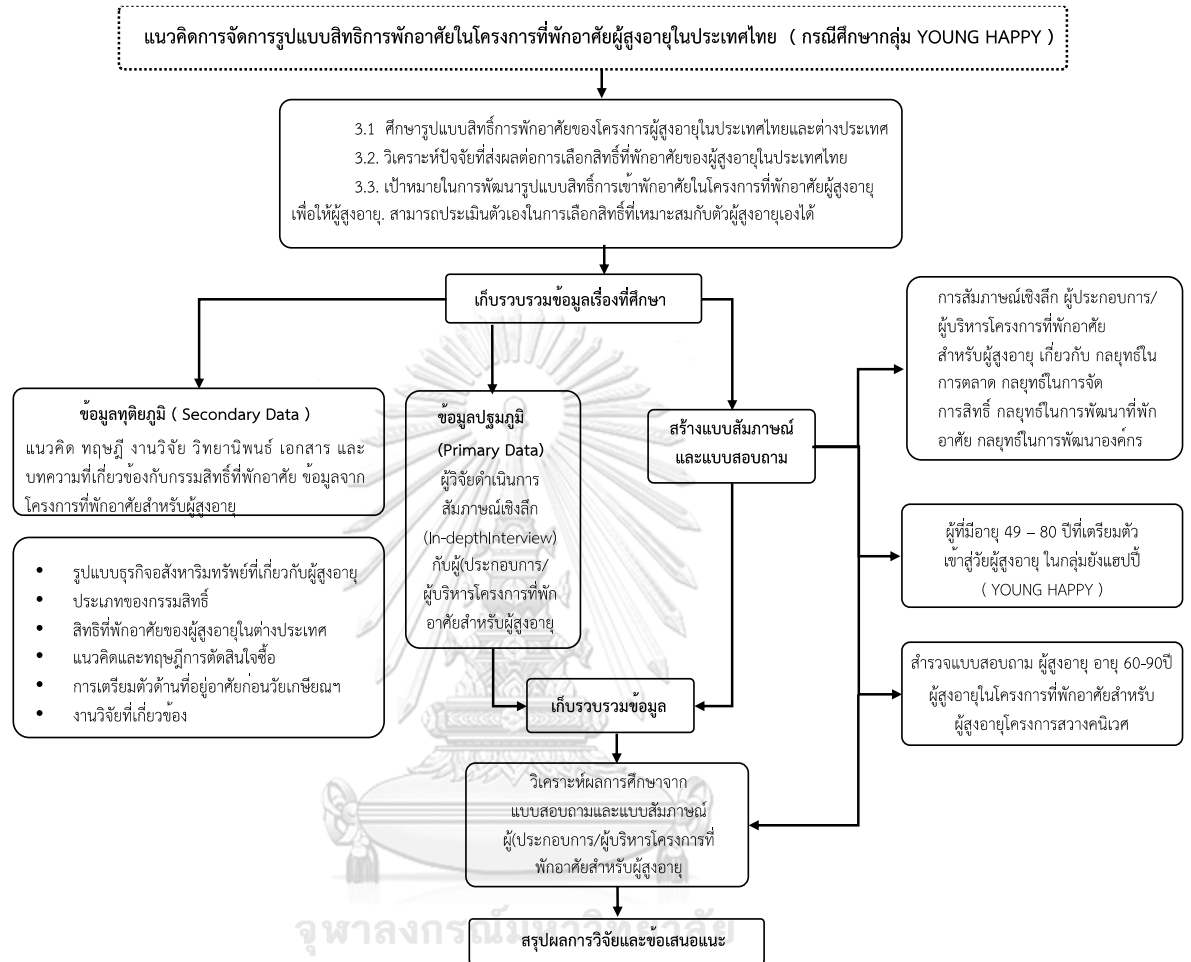 แนวคิดการจัดการรูปแบบสิทธิการพักอาศัยในโครงการที่พักอาศัยผู้สูงอายุในประเทศไทย ( กรณีศึกษากลุ่ม YOUNG HAPPY )
3.1 ศึกษารูปแบบสิทธิ์การพักอาศัยของโครงการผู้สูงอายุในประเทศไทยและต่างประเทศ
3.2. วิเคราะห์ปัจจัยที่ส่งผลต่อการเลือกสิทธิ์ที่พักอาศัยของผู้สูงอายุในประเทศไทย
3.3. เป้าหมายในการพัฒนารูปแบบสิทธิ์การเข้าพักอาศัยในโครงการที่พักอาศัยผู้สูงอายุ
เพื่อให้ผู้สูงอายุ. สามารถประเมินตัวเองในการเลือกสิทธิ์ที่เหมาะสมกับตัวผู้สูงอายุเองได้
เก็บรวบรวมข้อมูลเรื่องที่ศึกษา
ข้อมูลทุติยภูมิ ( Secondary Data )
แนวคิด ทฤษฎี งานวิจัย วิทยานิพนธ์ เอกสาร และ
บทความที่เกี่ยวข้องกับกรรมสิทธิ์ที่พักอาศัย ข้อมูลจาก
โครงการที่พักอาศัยสำหรับผู้สูงอายุ
• รูปแบบธุรกิจอสังหาริมทรัพย์ที่เกี่ยวกับผู้สูงอายุ
• ประเภทของกรรมสิทธิ์
• สิทธิที่พักอาศัยของผู้สูงอายุในต่างประเทศ
• แนวคิดและทฤษฎีการตัดสินใจซื้อ
• การเตรียมตัวด้านที่อยู่อาศัยก่อนวัยเกษียณฯ
• งานวิจัยที่เกี่ยวข้อง
ข้อมูลปฐมภูมิ
(Primary Data)
ผู้วิจัยดำเนินการ
สัมภาษณ์เชิงลึก
(In-depthInterview)
กับผู้(ประกอบการ/
ผู้บริหารโครงการที่พัก
อาศัยสำหรับผู้สูงอายุ
สร้างแบบสัมภาษณ์
และแบบสอบถาม
การสัมภาษณ์เชิงลึก ผู้ประกอบการ/
ผู้บริหารโครงการที่พักอาศัย
สำหรับผู้สูงอายุ เกี่ยวกับ กลยุทธ์ใน
การตลาด กลยุทธ์ในการจัด
การสิทธิ์ กลยุทธ์ในการพัฒนาที่พัก
อาศัย กลยุทธ์ในการพัฒนาองค์กร
ผู้ที่มีอายุ 49 – 80 ปีที่เตรียมตัว
เข้าสู่วัยผู้สูงอายุ ในกลุ่มยังแฮปปี้
( YOUNG HAPPY )
สำรวจแบบสอบถาม ผู้สูงอายุ อายุ 60-90ปี
ผู้สูงอายุในโครงการที่พักอาศัยสำหรับ
ผู้สูงอายุโครงการสวางคนิเวศ
เก็บรวบรวมข้อมูล
วิเคราะห์ผลการศึกษาจาก
แบบสอบถามและแบบสัมภาษณ์
ผู้(ประกอบการ/ผู้บริหารโครงการที่
พักอาศัยสำหรับผู้สูงอายุ
จุฬาลงกรณ์มหาวิทยาลัย
สรุปผลการวิจัยและข้อเสนอแนะ